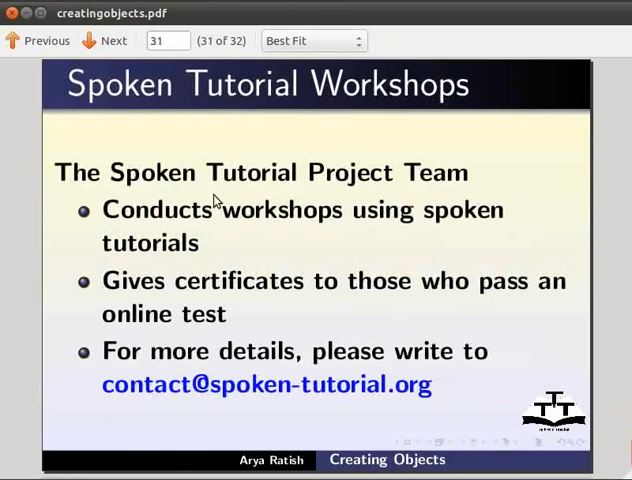 creatingobjects.pdf
Previous Next 31 (31 of 32) Best Fit
Spoken Tutorial Workshops
The Spoken Tutorial Project Team
Conducts workshops using spoken
tutorials
Gives certificates to those who pass an
online test
For more details, please write to
contact@spoken-tutorial.org
TTT
Arya Ratish Creating Objects